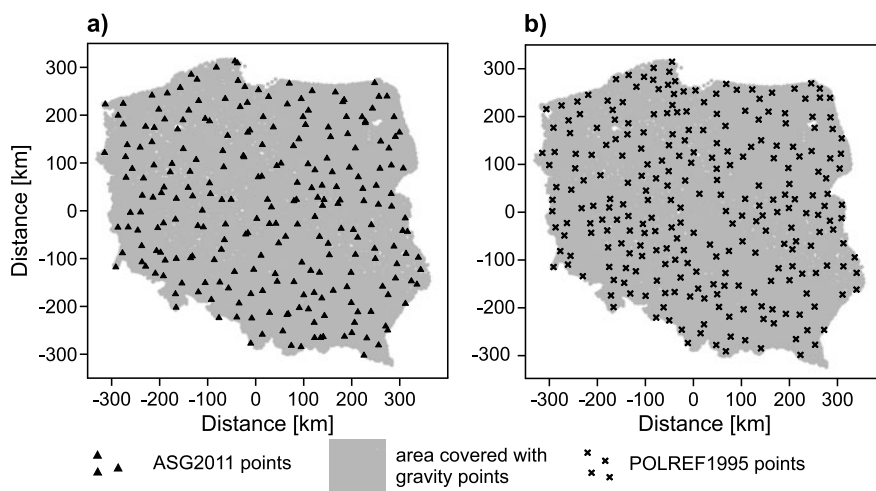 a)
300
200
100
0
-100
-200
-300
Distance [km]
-300 -200 -100 0 100 200 300
Distance [km]
b)
300
200
100
0
-100
-200
-300
Distance [km]
-300 -200 -100 0 100 200 300
Distance [km]
ASG2011 points
area covered with
gravity points
POLREF1995 points